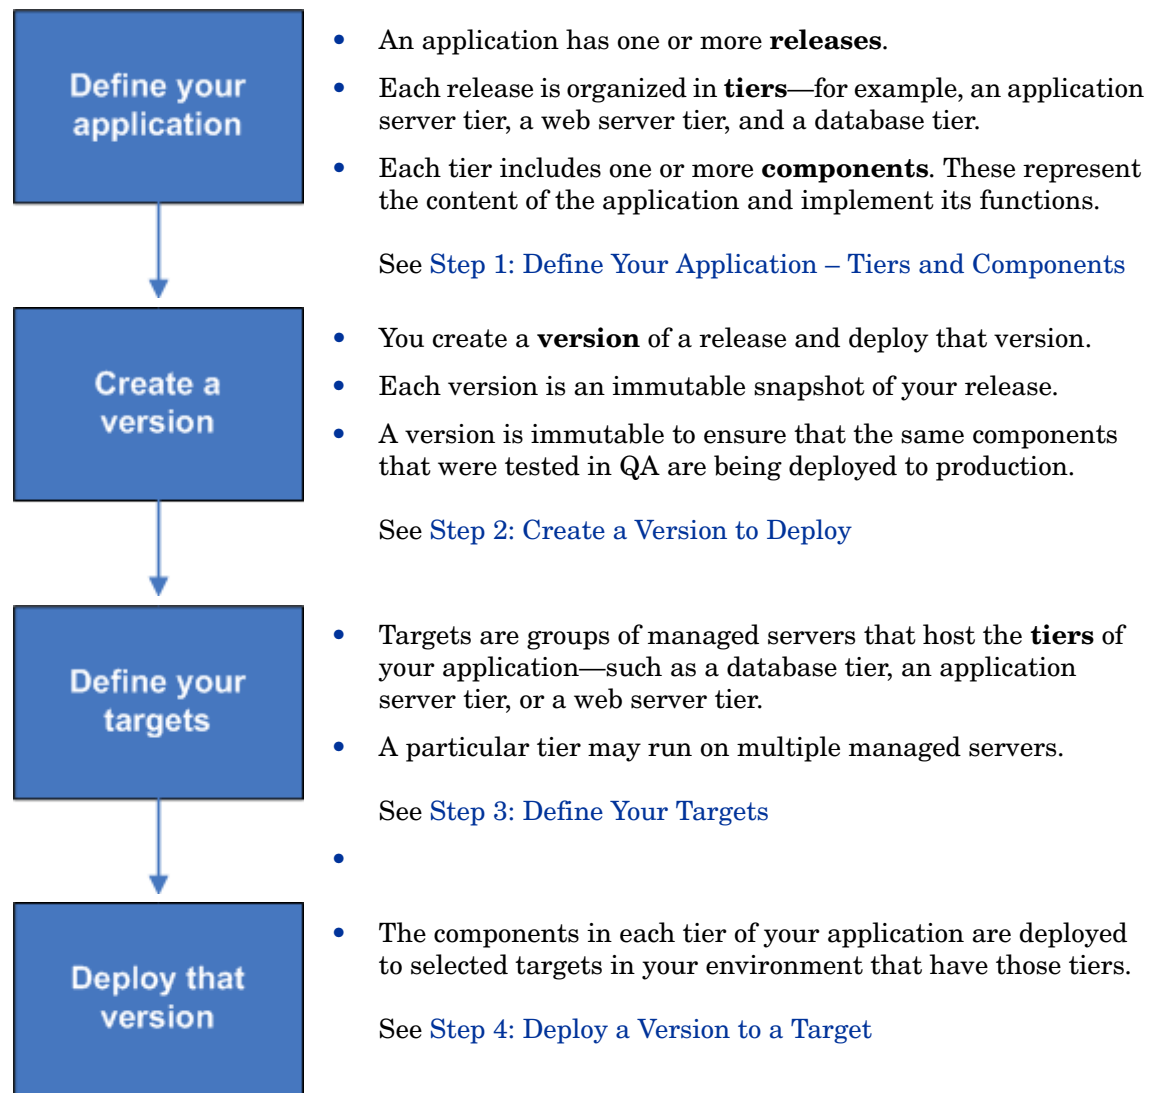 Define your
application
• An application has one or more releases.
• Each release is organized in tiers—for example, an application
server tier, a web server tier, and a database tier.
• Each tier includes one or more components. These represent
the content of the application and implement its functions.
See Step 1: Define Your Application – Tiers and Components
Create a
version
• You create a version of a release and deploy that version.
• Each version is an immutable snapshot of your release.
• A version is immutable to ensure that the same components
that were tested in QA are being deployed to production.
See Step 2: Create a Version to Deploy
Define your
targets
• Targets are groups of managed servers that host the tiers of
your application—such as a database tier, an application
server tier, or a web server tier.
• A particular tier may run on multiple managed servers.
See Step 3: Define Your Targets
•
Deploy that
version
• The components in each tier of your application are deployed
to selected targets in your environment that have those tiers.
See Step 4: Deploy a Version to a Target